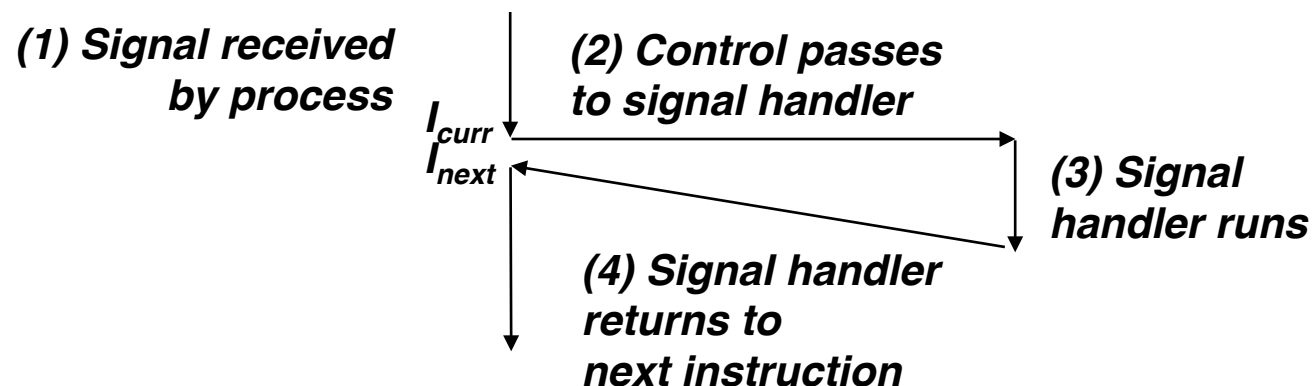 (1) Signal received
by process
(2) Control passes
to signal handler
I_curr
I_next
(3) Signal
handler runs
(4) Signal handler
returns to
next instruction